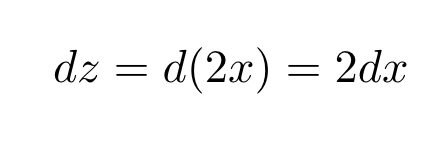 dz = d(2x) = 2dx